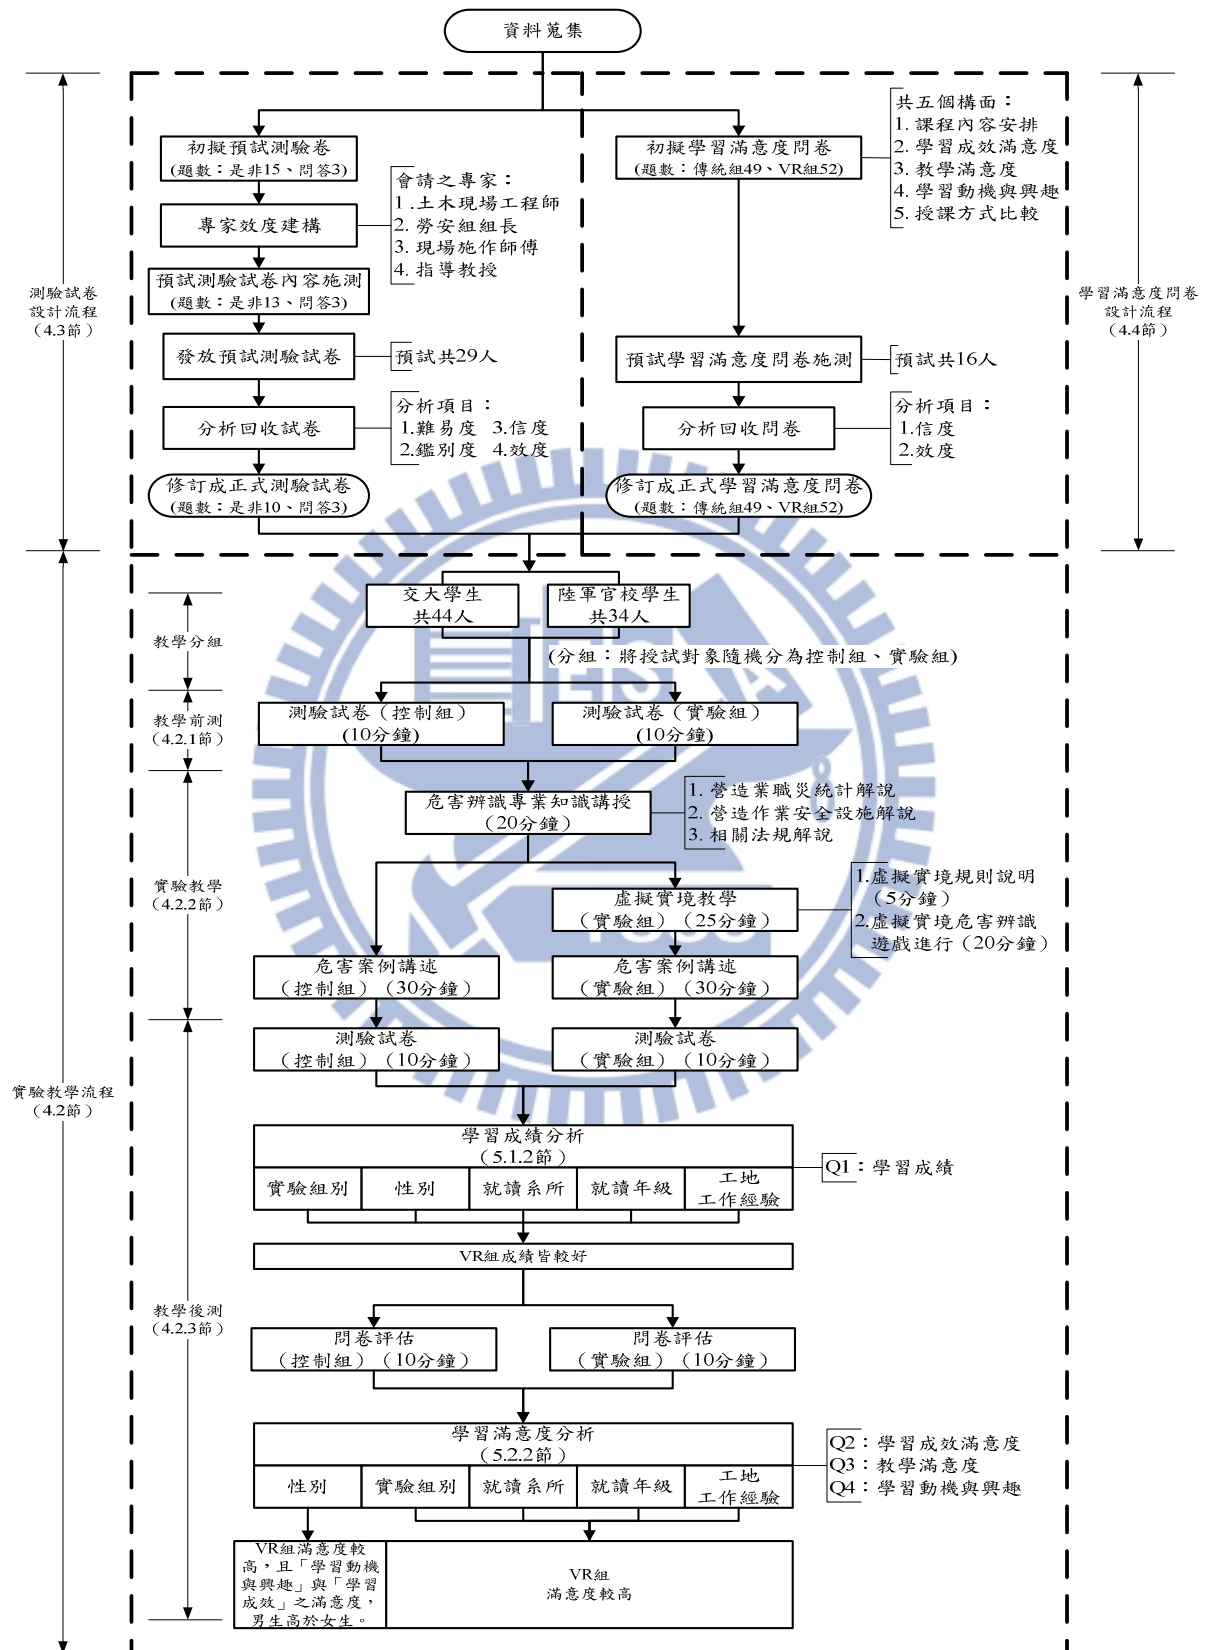 資料蒐集
初擬預試測驗卷
(題數：是非15、問答3)
會請之專家：
1.土木現場工程師
2. 勞安組組長
3. 現場施作師傅
4. 指導教授
專家效度建構
預試測驗試卷內容施測
(題數：是非13、問答3)
發放預試測驗試卷
預試共29人
分析回收試卷
分析項目：
1.難易度 3.信度
2.鑑別度 4.效度
修訂成正式測驗試卷
(題數：是非10、問答3)
測驗試卷
設計流程
(4.3節)
初擬學習滿意度問卷
(題數：傳統組49、VR組52)
共五個構面：
1. 課程內容安排
2. 學習成效滿意度
3. 教學滿意度
4. 學習動機與興趣
5. 授課方式比較
預試學習滿意度問卷施測
預試共16人
分析回收問卷
分析項目：
1.信度
2.效度
修訂成正式學習滿意度問卷
(題數：傳統組49、VR組52)
學習滿意度問卷
設計流程
(4.4節)
交大學生
共44人
陸軍官校學生
共34人
教學分組
(分組：將授試對象隨機分為控制組、實驗組)
教學前測
(4.2.1節)
測驗試卷（控制組）
(10分鐘)
測驗試卷（實驗組）
(10分鐘)
危害辨識專業知識講授
（20分鐘）
1. 營造業職災統計解說
2. 營造作業安全設施解說
3. 相關法規解說
實驗教學
(4.2.2節)
虛擬實境教學
（實驗組）（25分鐘）
1.虛擬實境規則說明
（5分鐘）
2.虛擬實境危害辨識
遊戲進行（20分鐘）
危害案例講述
（控制組）（30分鐘）
危害案例講述
（實驗組）（30分鐘）
測驗試卷
（控制組）（10分鐘）
測驗試卷
（實驗組）（10分鐘）
實驗教學流程
（4.2節）
學習成績分析
(5.1.2節)
Q1：學習成績
實驗組別
性別
就讀系所
就讀年級
工地
工作經驗
VR組成績皆較好
教學後測
(4.2.3節)
問卷評估
（控制組）（10分鐘）
問卷評估
（實驗組）（10分鐘）
學習滿意度分析
(5.2.2節)
Q2：學習成效滿意度
Q3：教學滿意度
Q4：學習動機與興趣
性別
實驗組別
就讀系所
就讀年級
工地
工作經驗
VR組滿意度較
高，且「學習動機
與興趣」與「學習
成效」之滿意度，
男生高於女生。
VR組
滿意度較高